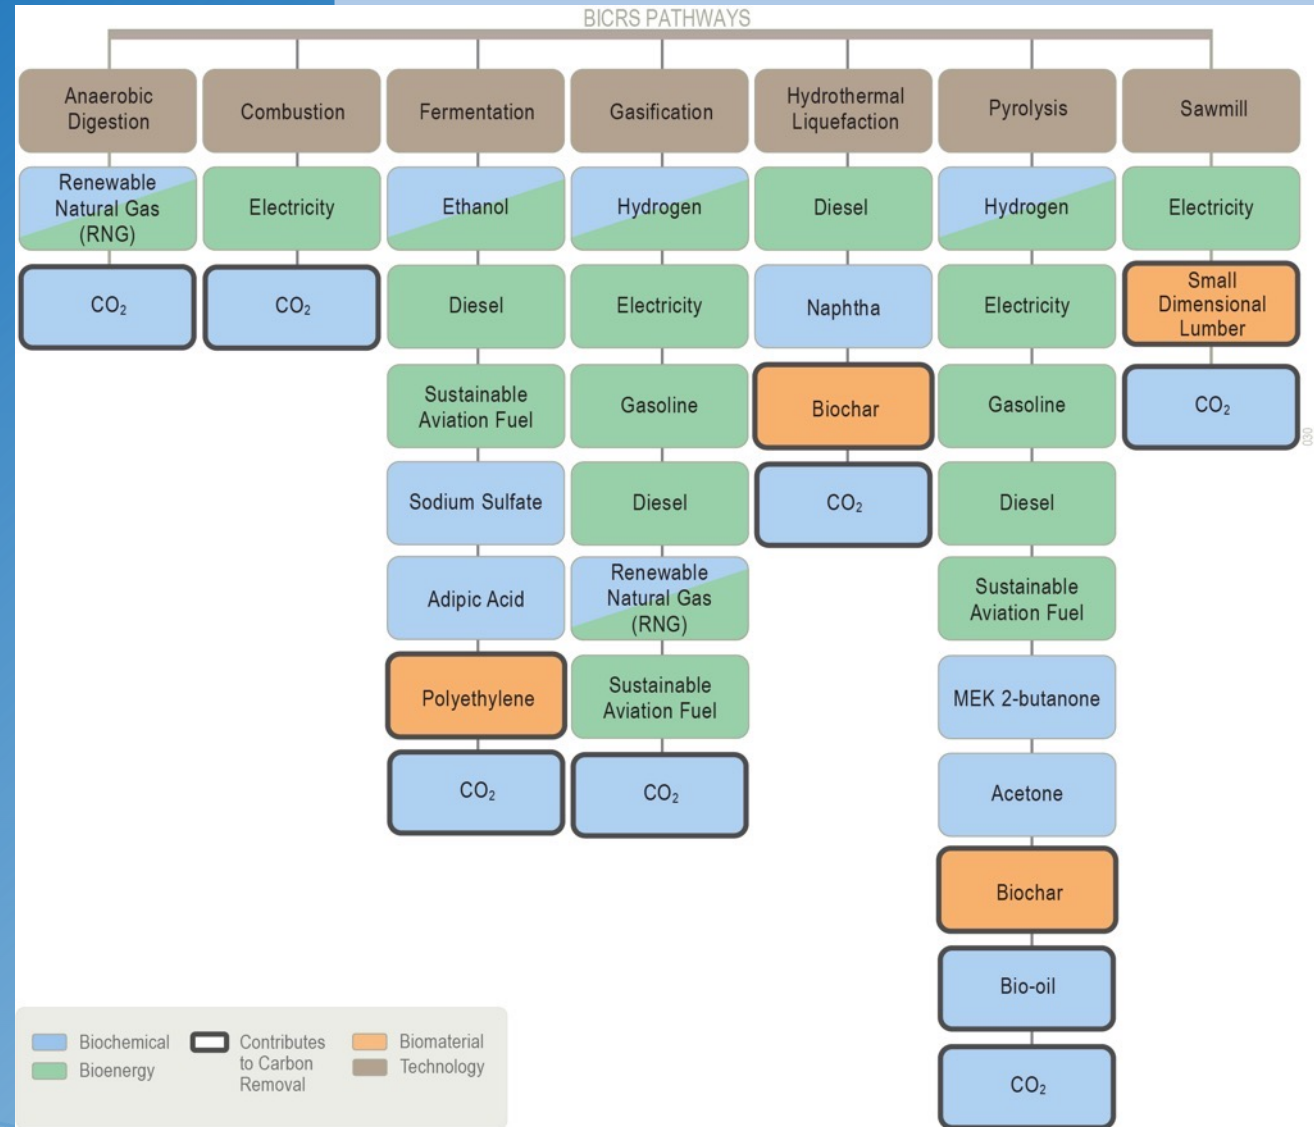 BICRS PATHWAYS
Anaerobic
Digestion
Renewable
Natural Gas
(RNG)
CO₂
Combustion
Electricity
CO₂
Fermentation
Ethanol
Diesel
Sustainable
Aviation Fuel
Sodium Sulfate
Adipic Acid
Polyethylene
CO₂
Gasification
Hydrogen
Electricity
Gasoline
Diesel
Renewable
Natural Gas
(RNG)
Sustainable
Aviation Fuel
CO₂
Hydrothermal
Liquefaction
Diesel
Naphtha
Biochar
CO₂
Pyrolysis
Hydrogen
Electricity
Gasoline
Diesel
Sustainable
Aviation Fuel
MEK 2-butanone
Acetone
Biochar
Bio-oil
CO₂
Sawmill
Electricity
Small
Dimensional
Lumber
CO₂
030
Biochemical
Bioenergy
Contributes
to Carbon
Removal
Biomaterial
Technology